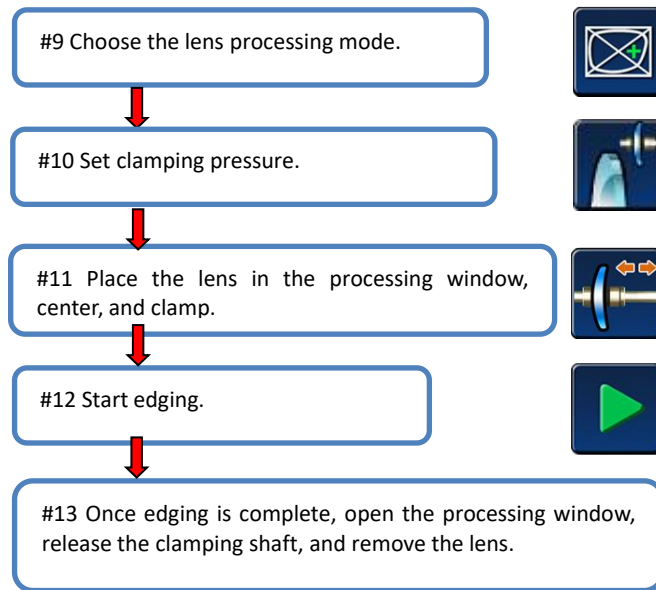 #9 Choose the lens processing mode.
#10 Set clamping pressure.
#11 Place the lens in the processing window,
center, and clamp.
#12 Start edging.
#13 Once edging is complete, open the processing window,
release the clamping shaft, and remove the lens.